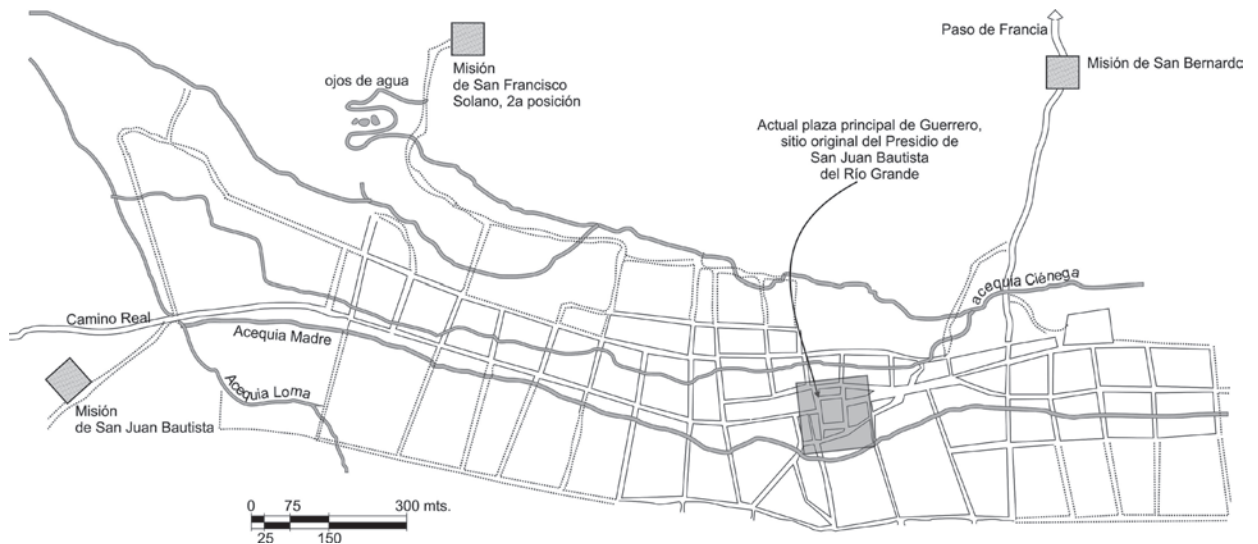 Paso de Francia
Misión de San Bernardo
Misión
de San Francisco
Solano, 2a posición
ojos de agua
Actual plaza principal de Guerrero,
sitio original del Presidio de
San Juan Bautista
del Río Grande
acequia Ciénega
Camino Real
Acequia Madre
Acequia Loma
Misión
de San Juan Bautista
0 75 300 mts.
25 150